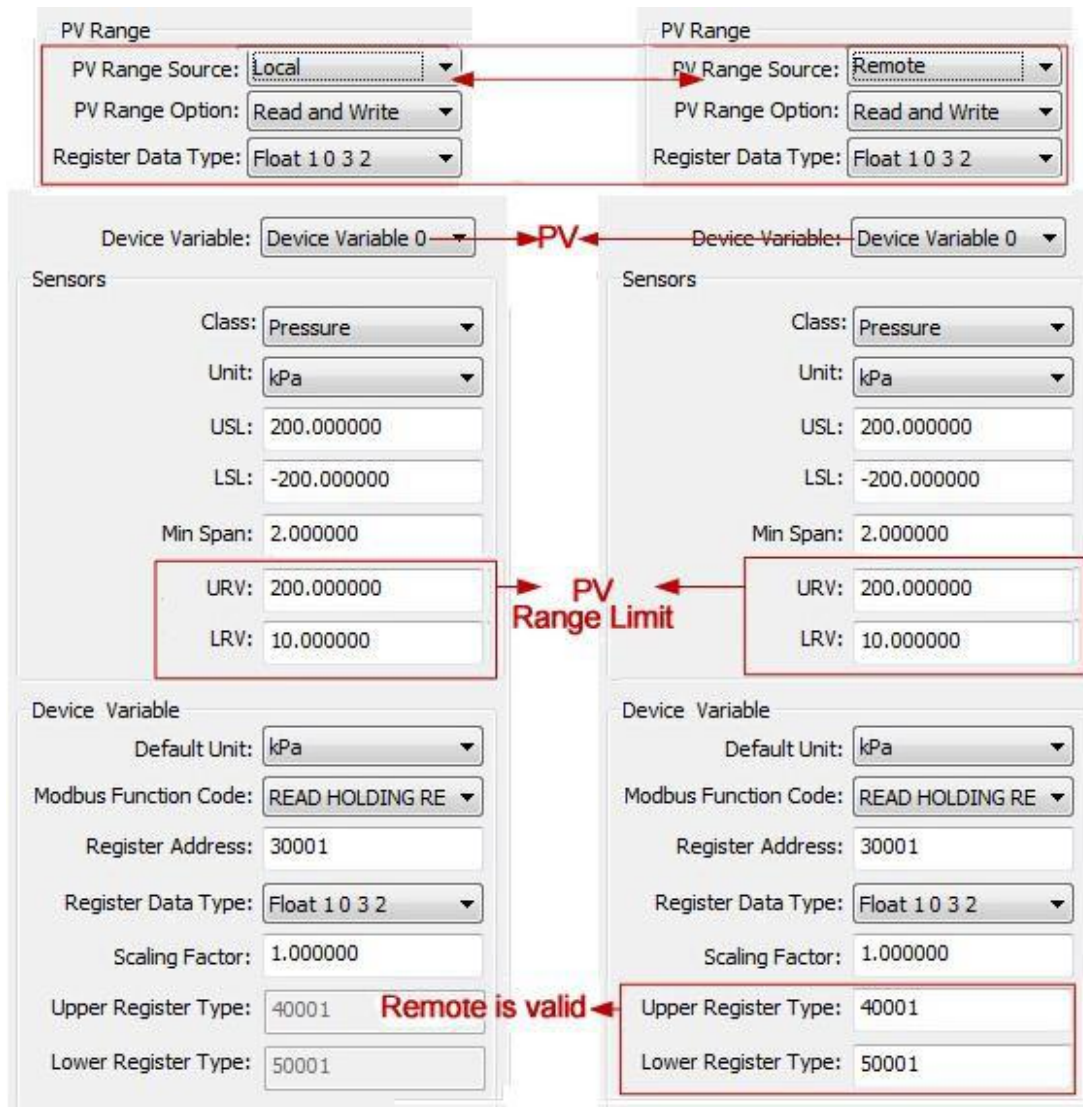 PV Range
PV Range Source: Local
PV Range Option: Read and Write
Register Data Type: Float 1 0 3 2
PV Range
PV Range Source: Remote
PV Range Option: Read and Write
Register Data Type: Float 1 0 3 2
Device Variable: Device Variable 0
Sensors
Class: Pressure
Unit: kPa
USL: 200.000000
LSL: -200.000000
Min Span: 2.000000
URV: 200.000000
LRV: 10.000000
Device Variable
Default Unit: kPa
Modbus Function Code: READ HOLDING RE
Register Address: 30001
Register Data Type: Float 1 0 3 2
Scaling Factor: 1.000000
Upper Register Type: 40001
Lower Register Type: 50001
PV
PV
Range Limit
Remote is valid
Device Variable: Device Variable 0
Sensors
Class: Pressure
Unit: kPa
USL: 200.000000
LSL: -200.000000
Min Span: 2.000000
URV: 200.000000
LRV: 10.000000
Device Variable
Default Unit: kPa
Modbus Function Code: READ HOLDING RE
Register Address: 30001
Register Data Type: Float 1 0 3 2
Scaling Factor: 1.000000
Upper Register Type: 40001
Lower Register Type: 50001